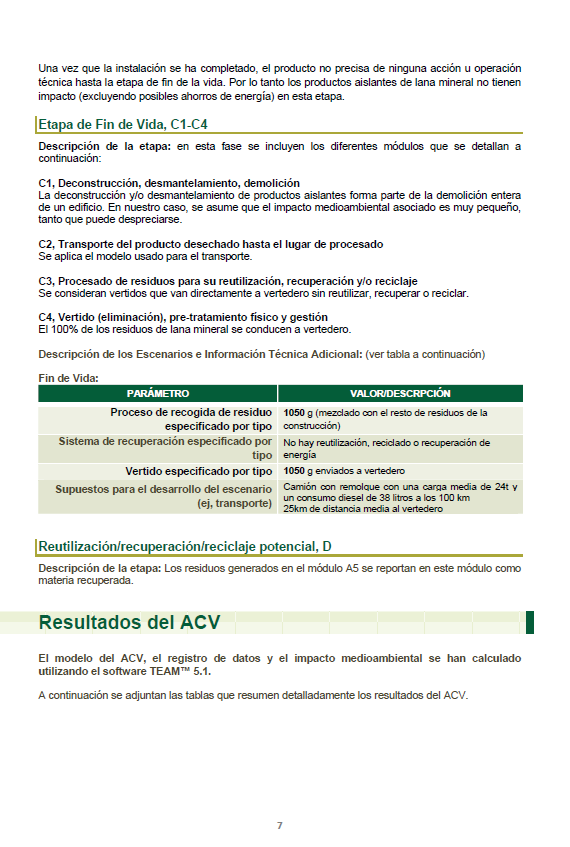 Una vez que la instalación se ha completado, el producto no precisa de ninguna acción u operación
técnica hasta la etapa de fin de la vida. Por lo tanto los productos aislantes de lana mineral no tienen
impacto (excluyendo posibles ahorros de energía) en esta etapa.
Etapa de Fin de Vida, C1-C4
Descripción de la etapa: en esta fase se incluyen los diferentes módulos que se detallan a
continuación:
C1, Deconstrucción, desmantelamiento, demolición
La deconstrucción y/o desmantelamiento de productos aislantes forma parte de la demolición entera
de un edificio. En nuestro caso, se asume que el impacto medioambiental asociado es muy pequeño,
tanto que puede despreciarse.
C2, Transporte del producto desechado hasta el lugar de procesado
Se aplica el modelo usado para el transporte.
C3, Procesado de residuos para su reutilización, recuperación y/o reciclaje
Se consideran vertidos que van directamente a vertedero sin reutilizar, recuperar o reciclar.
C4, Vertido (eliminación), pre-tratamiento físico y gestión
El 100% de los residuos de lana mineral se conducen a vertedero.
Descripción de los Escenarios e Información Técnica Adicional: (ver tabla a continuación)
Fin de Vida:
PARÁMETRO VALOR/DESCRPCIÓN
Proceso de recogida de residuo
especificado por tipo
1050 g (mezclado con el resto de residuos de la
construcción)
Sistema de recuperación especificado por
tipo
No hay reutilización, reciclado o recuperación de
energía
Vertido especificado por tipo 1050 g enviados a vertedero
Supuestos para el desarrollo del escenario
(ej, transporte)
Camión con remolque con una carga media de 24t y
un consumo diesel de 38 litros a los 100 km
25km de distancia media al vertedero
Reutilización/recuperación/reciclaje potencial, D
Descripción de la etapa: Los residuos generados en el módulo A5 se reportan en este módulo como
materia recuperada.
Resultados del ACV
El modelo del ACV, el registro de datos y el impacto medioambiental se han calculado
utilizando el software TEAM™ 5.1.
A continuación se adjuntan las tablas que resumen detalladamente los resultados del ACV.
7